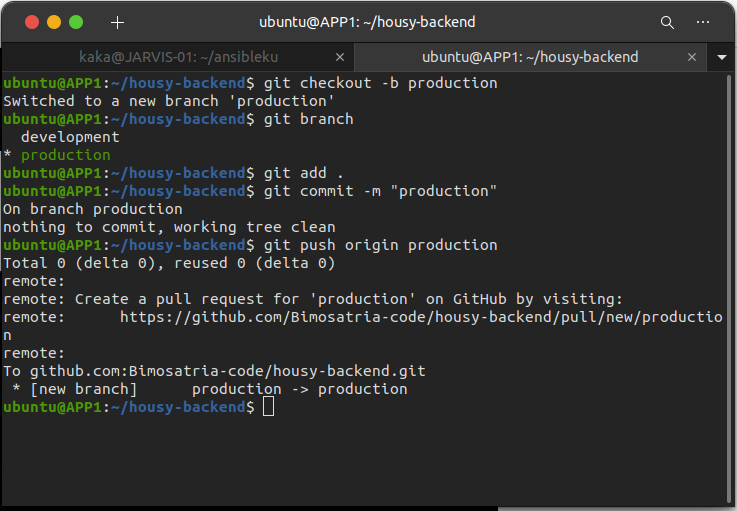 ubuntu@APP1: ~/housy-backend
kaka@JARVIS-01: ~/ansibleku
ubuntu@APP1: ~/housy-backend
ubuntu@APP1:~/housy-backend$ git checkout -b production
Switched to a new branch 'production'
ubuntu@APP1:~/housy-backend$ git branch
  development
* production
ubuntu@APP1:~/housy-backend$ git add .
ubuntu@APP1:~/housy-backend$ git commit -m "production"
On branch production
nothing to commit, working tree clean
ubuntu@APP1:~/housy-backend$ git push origin production
Total 0 (delta 0), reused 0 (delta 0)
remote:
remote: Create a pull request for 'production' on GitHub by visiting:
remote:      https://github.com/Bimosatria-code/housy-backend/pull/new/productio
n
remote:
To github.com:Bimosatria-code/housy-backend.git
 * [new branch]      production -> production
ubuntu@APP1:~/housy-backend$